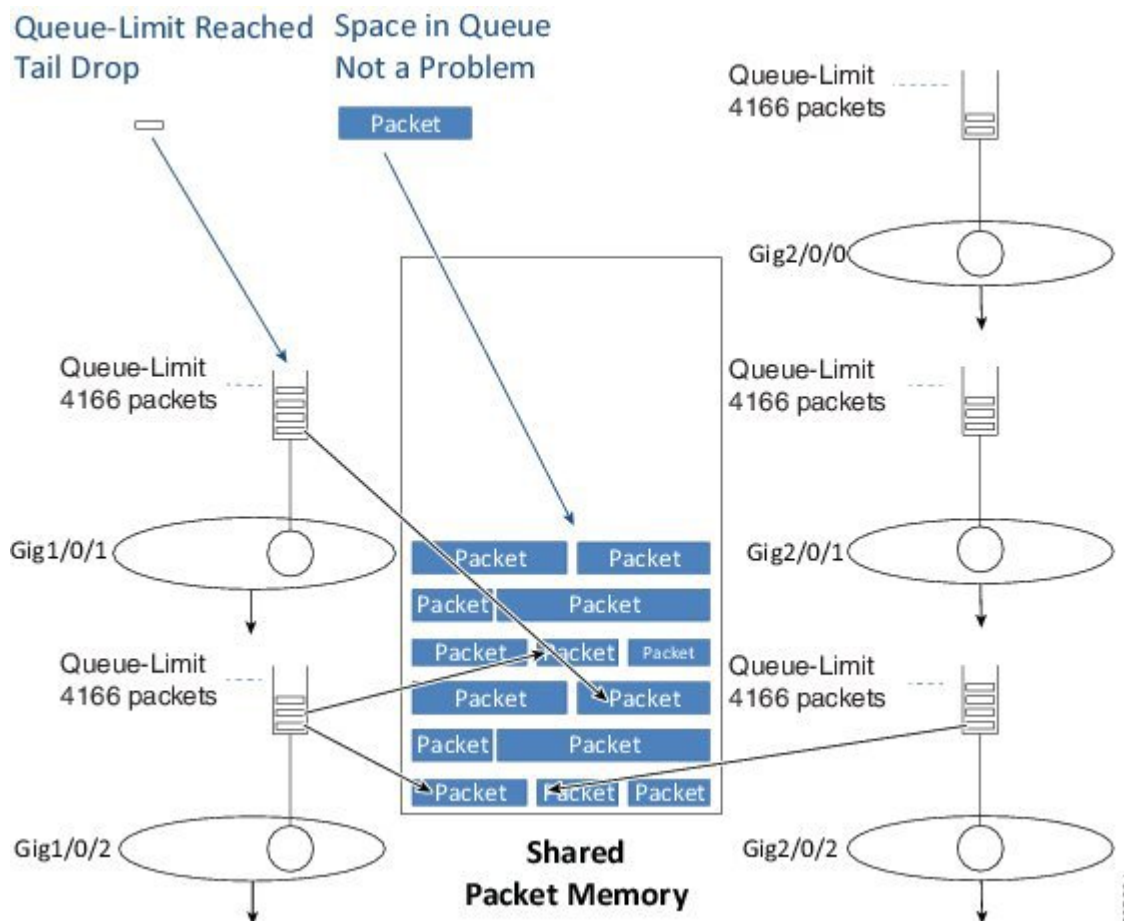 Queue-Limit Reached
Tail Drop
Space in Queue
Not a Problem
Packet
Queue-Limit
4166 packets
Gig2/0/0
Queue-Limit
4166 packets
Gig1/0/1
Queue-Limit
4166 packets
Gig2/0/1
Packet Packet
Packet Packet
Packet Packet Packet
Packet Packet
Packet Packet
Packet Packet Packet
Queue-Limit
4166 packets
Gig1/0/2
Queue-Limit
4166 packets
Gig2/0/2
Shared
Packet Memory